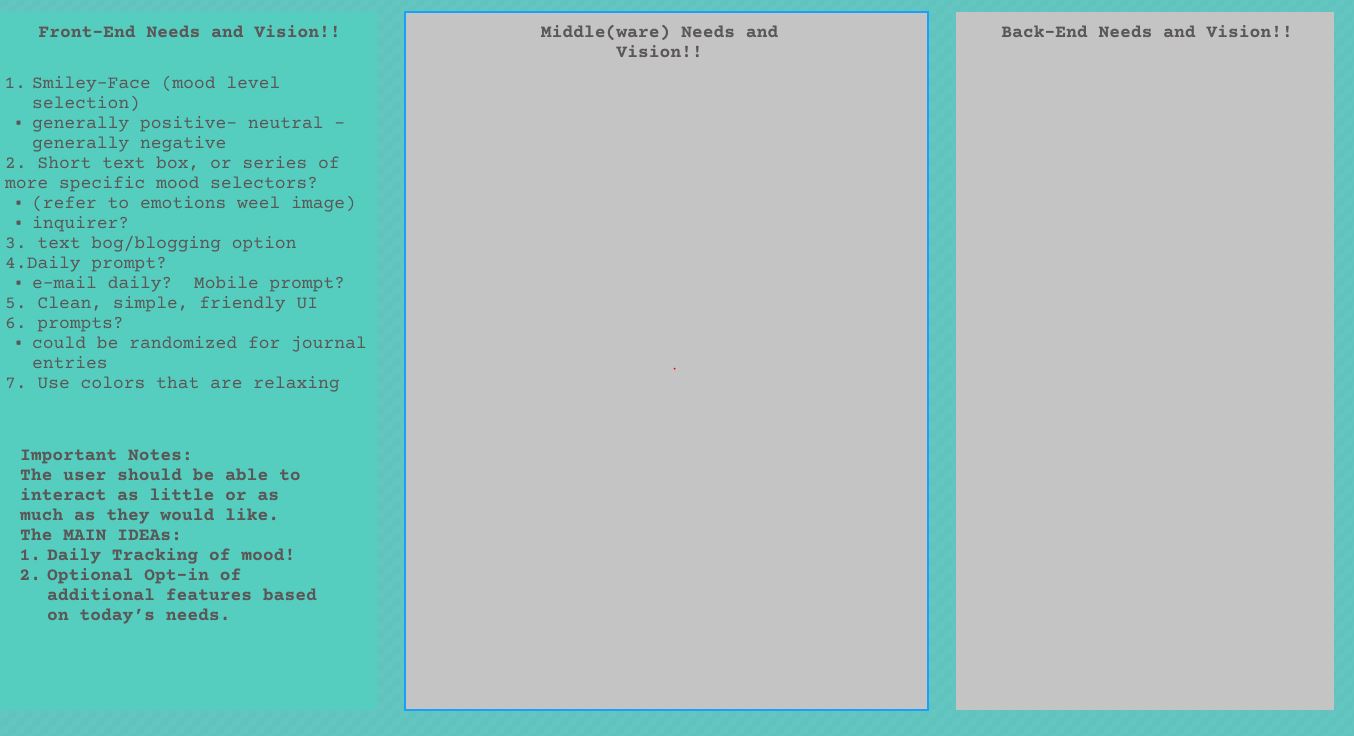 Front-End Needs and Vision!!
1. Smiley-Face (mood level
selection)
▪ generally positive- neutral -
generally negative
2. Short text box, or series of
more specific mood selectors?
▪ (refer to emotions weel image)
▪ inquirer?
3. text bog/blogging option
4.Daily prompt?
▪ e-mail daily?  Mobile prompt?
5. Clean, simple, friendly UI
6. prompts?
▪ could be randomized for journal
entries
7. Use colors that are relaxing
Important Notes:
The user should be able to
interact as little or as
much as they would like.
The MAIN IDEAs:
1. Daily Tracking of mood!
2. Optional Opt-in of
additional features based
on today’s needs.
Middle(ware) Needs and
Vision!!
Back-End Needs and Vision!!